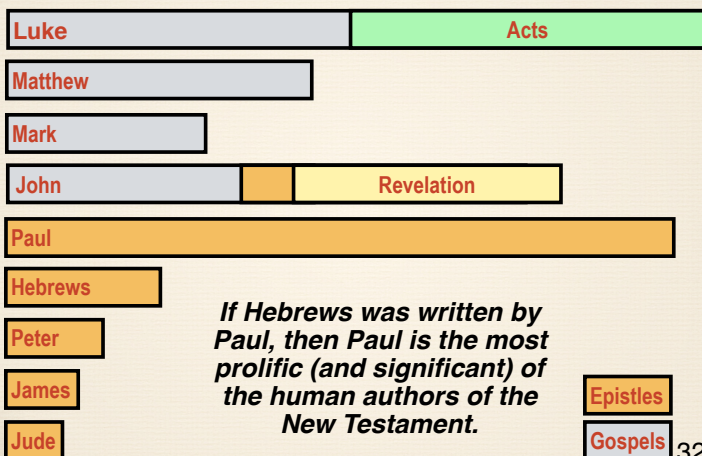 Luke Acts
Matthew
Mark
John Revelation
Paul
Hebrews
Peter
James
Jude
If Hebrews was written by
Paul, then Paul is the most
prolific (and significant) of
the human authors of the
New Testament.
Epistles
Gospels
32